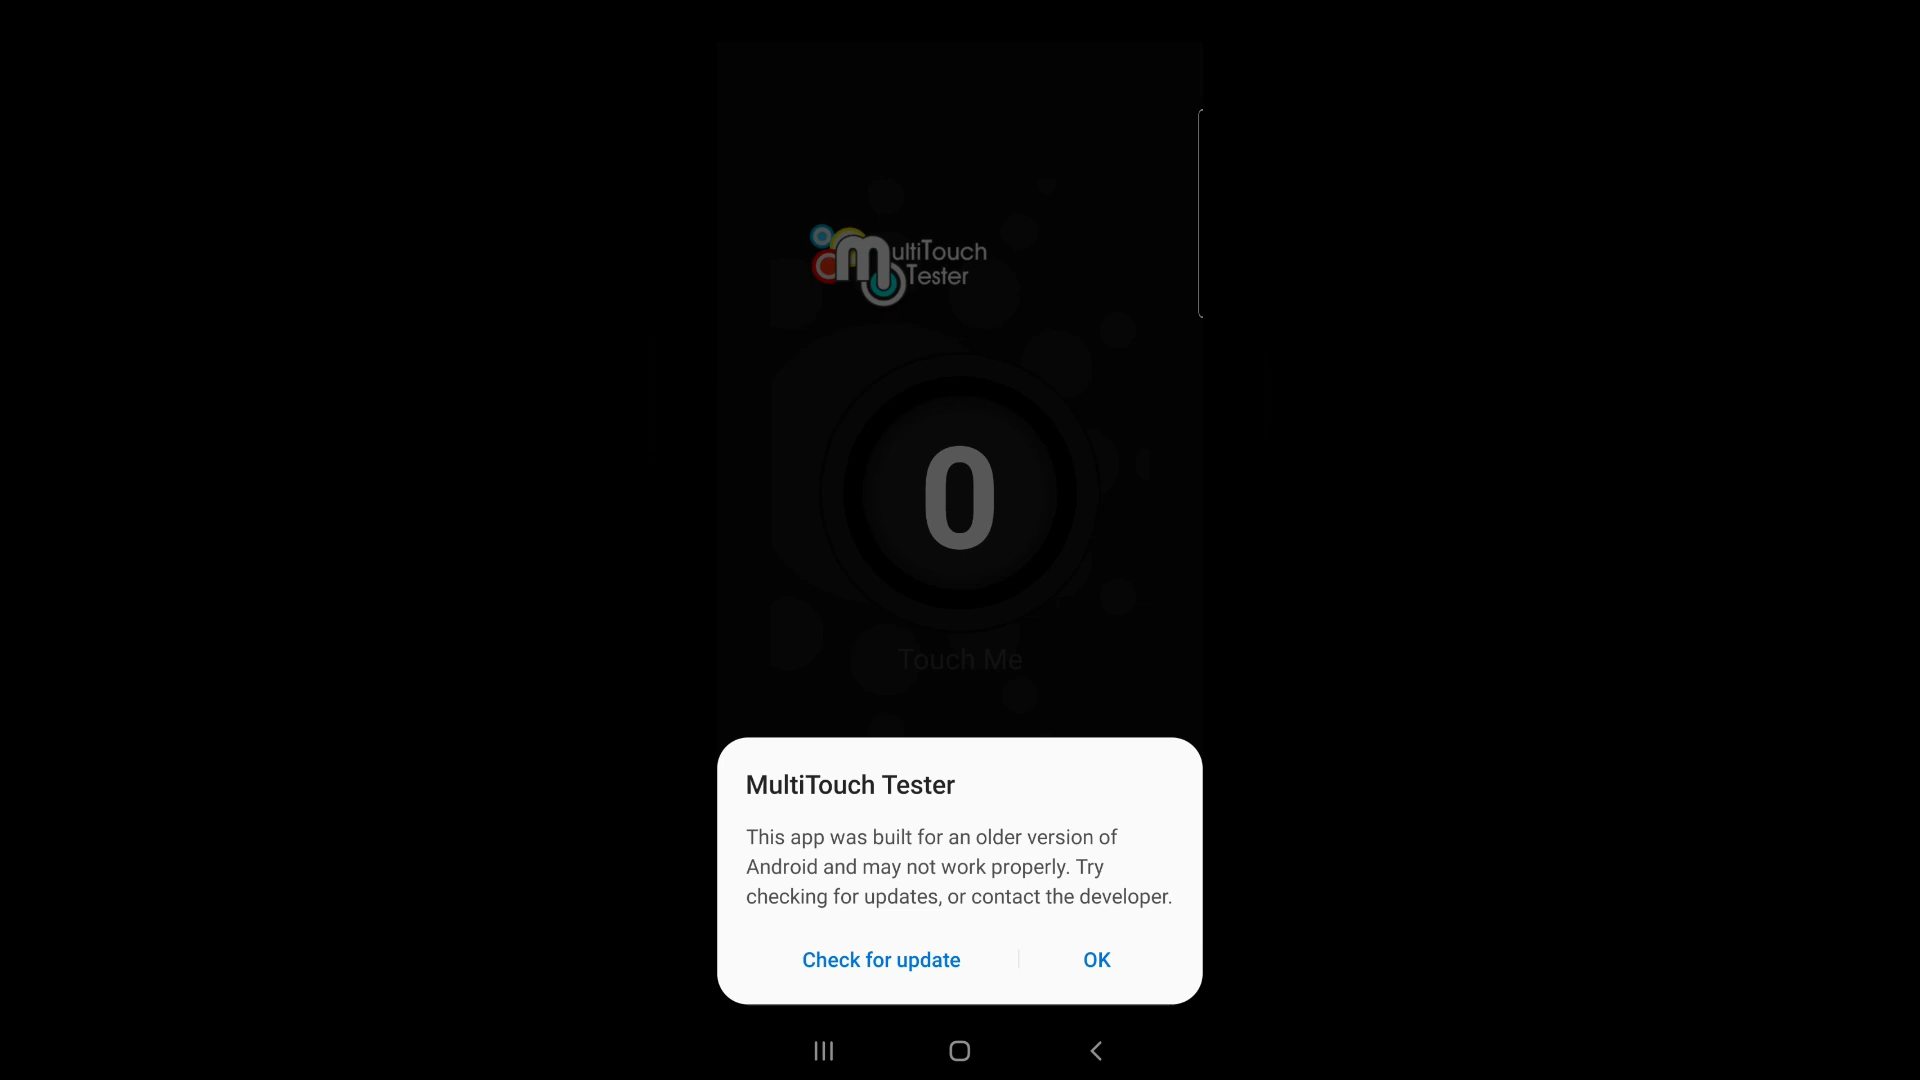 MultiTouch
Tester
0
Touch Me
MultiTouch Tester
This app was built for an older version of
Android and may not work properly. Try
checking for updates, or contact the developer.
Check for update
OK